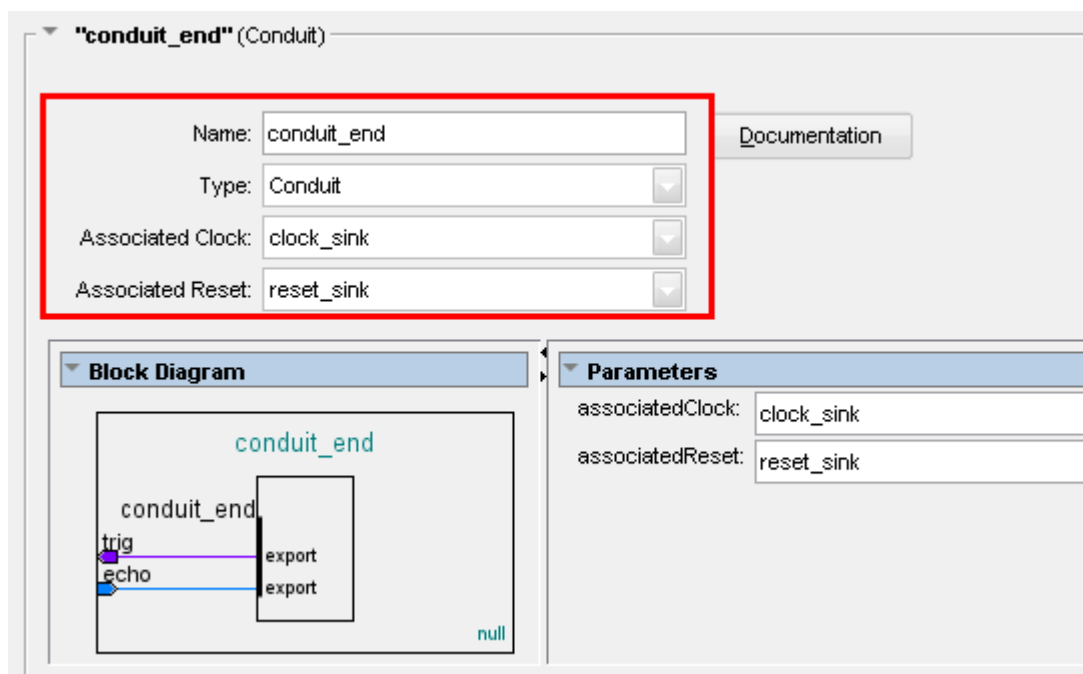 "conduit_end" (Conduit)
Name: conduit_end
Documentation
Type: Conduit
Associated Clock: clock_sink
Associated Reset: reset_sink
Block Diagram
conduit_end
conduit_end
trig
export
echo
export
null
Parameters
associatedClock: clock_sink
associatedReset: reset_sink